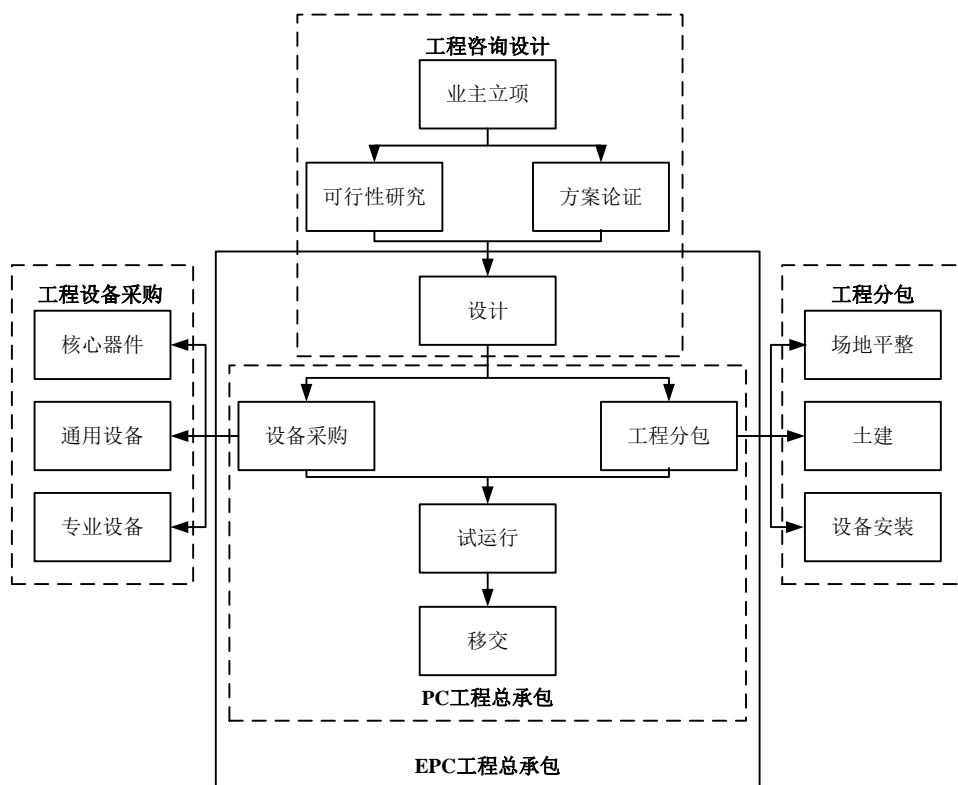 工程咨询设计
业主立项
可行性研究
方案论证
设计
工程设备采购
核心器件
通用设备
专业设备
工程分包
场地平整
土建
设备安装
设备采购
工程分包
试运行
移交
PC工程总承包
EPC工程总承包